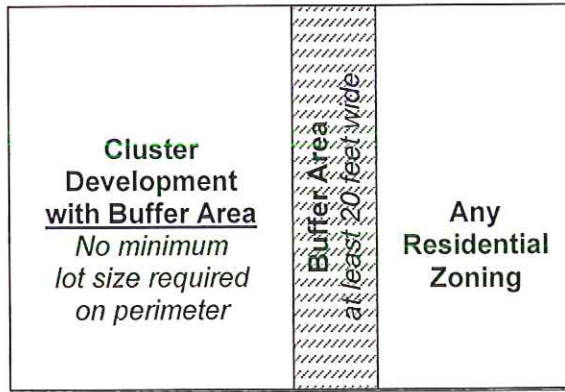 Cluster
Development
with Buffer Area
No minimum
lot size required
on perimeter
Buffer Area
at least 20 feet wide
Any
Residential
Zoning